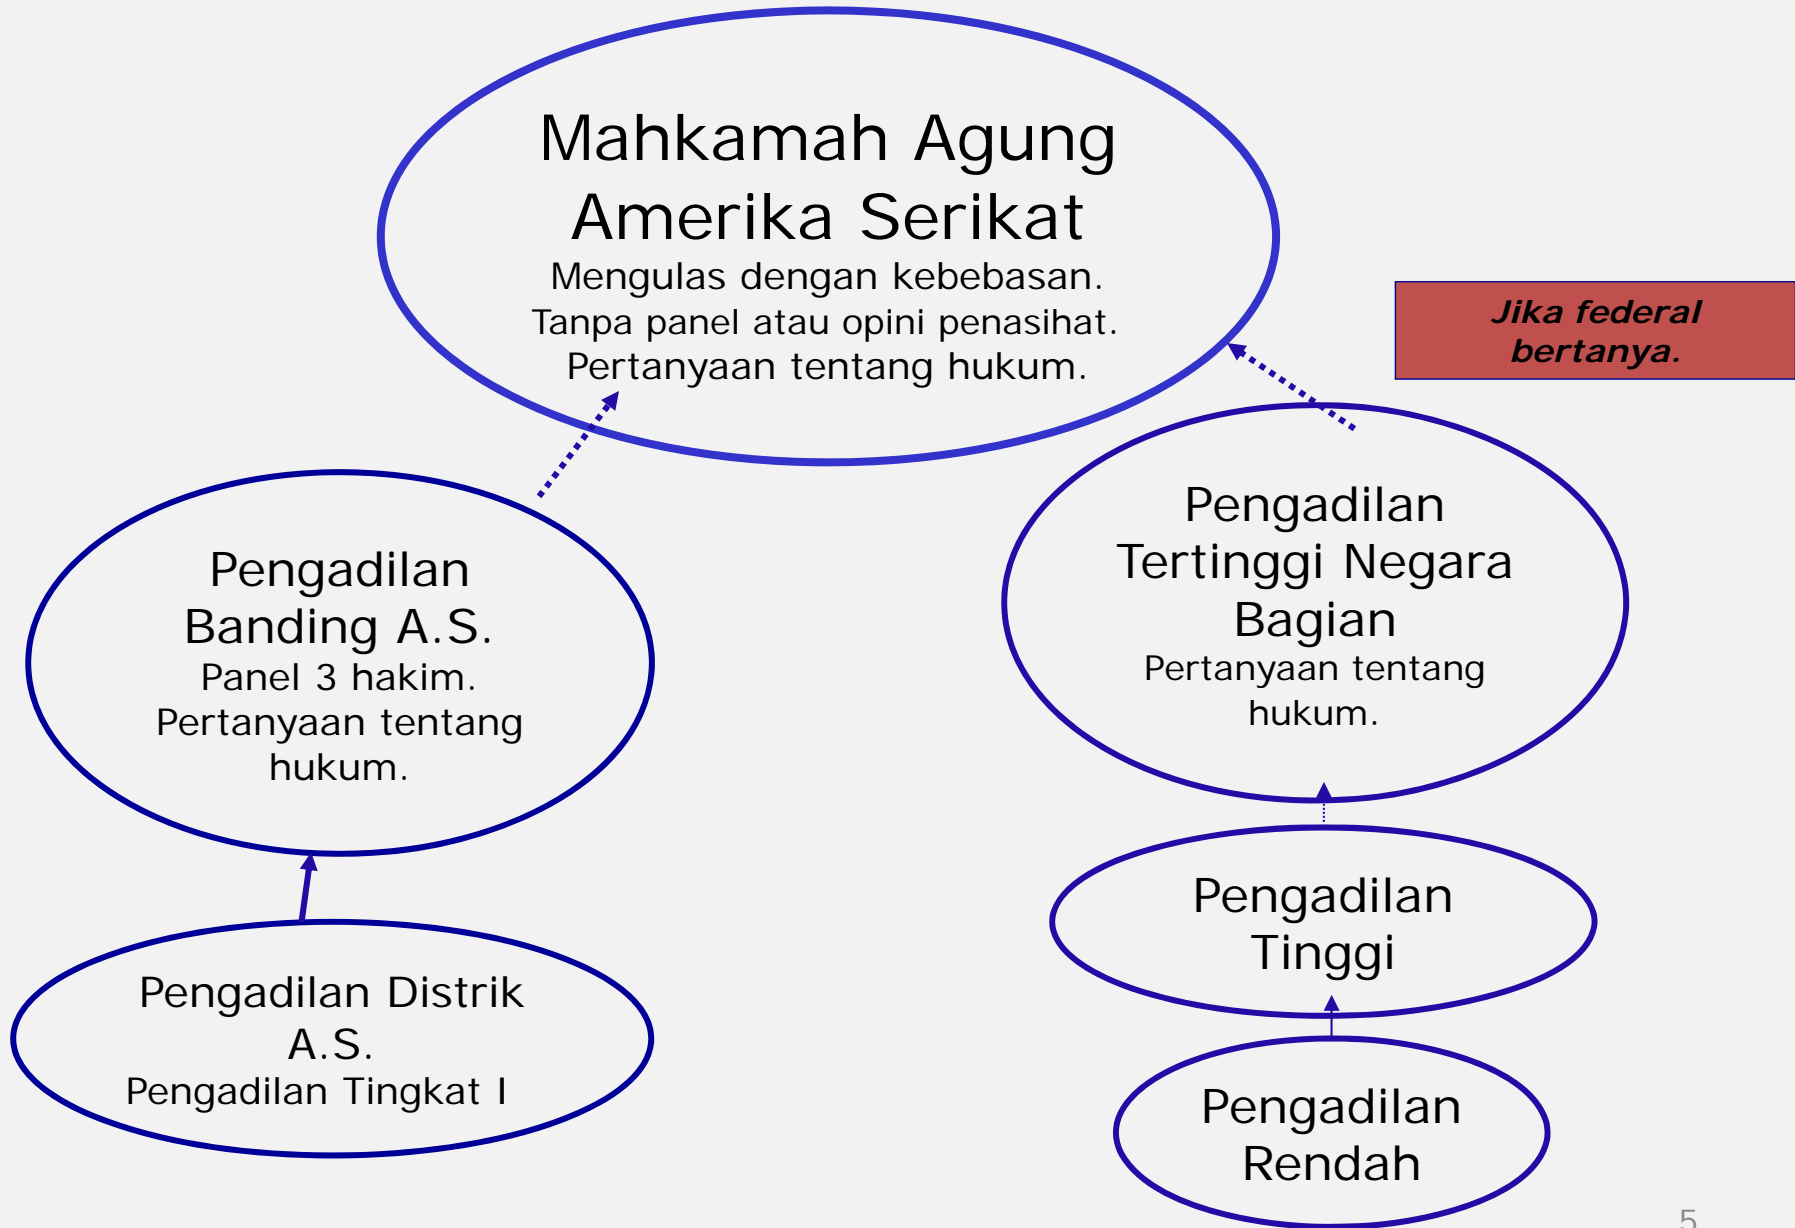 Mahkamah Agung
Amerika Serikat
Mengulas dengan kebebasan.
Tanpa panel atau opini penasihat.
Pertanyaan tentang hukum.
Jika federal
bertanya.
Pengadilan
Banding A.S.
Panel 3 hakim.
Pertanyaan tentang
hukum.
Pengadilan
Tertinggi Negara
Bagian
Pertanyaan tentang
hukum.
Pengadilan Distrik
A.S.
Pengadilan Tingkat I
Pengadilan
Tinggi
Pengadilan
Rendah
5